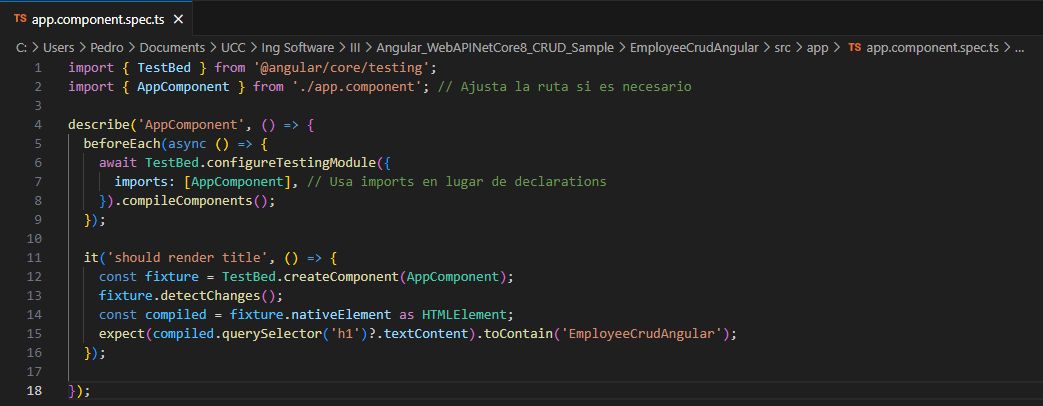 TS app.component.spec.ts ×
C: > Users > Pedro > Documents > UCC > Ing Software > III > Angular_WebAPINetCore8_CRUD_Sample > EmployeeCrudAngular > src > app > TS app.component.spec.ts > ...
1 import { TestBed } from '@angular/core/testing';
2 import { AppComponent } from './app.component'; // Ajusta la ruta si es necesario
3
4 describe('AppComponent', () => {
5   beforeEach(async () => {
6     await TestBed.configureTestingModule({
7       imports: [AppComponent], // Usa imports en lugar de declarations
8     }).compileComponents();
9   });
10
11   it('should render title', () => {
12     const fixture = TestBed.createComponent(AppComponent);
13     fixture.detectChanges();
14     const compiled = fixture.nativeElement as HTMLElement;
15     expect(compiled.querySelector('h1')?.textContent).toContain('EmployeeCrudAngular');
16   });
17
18 });